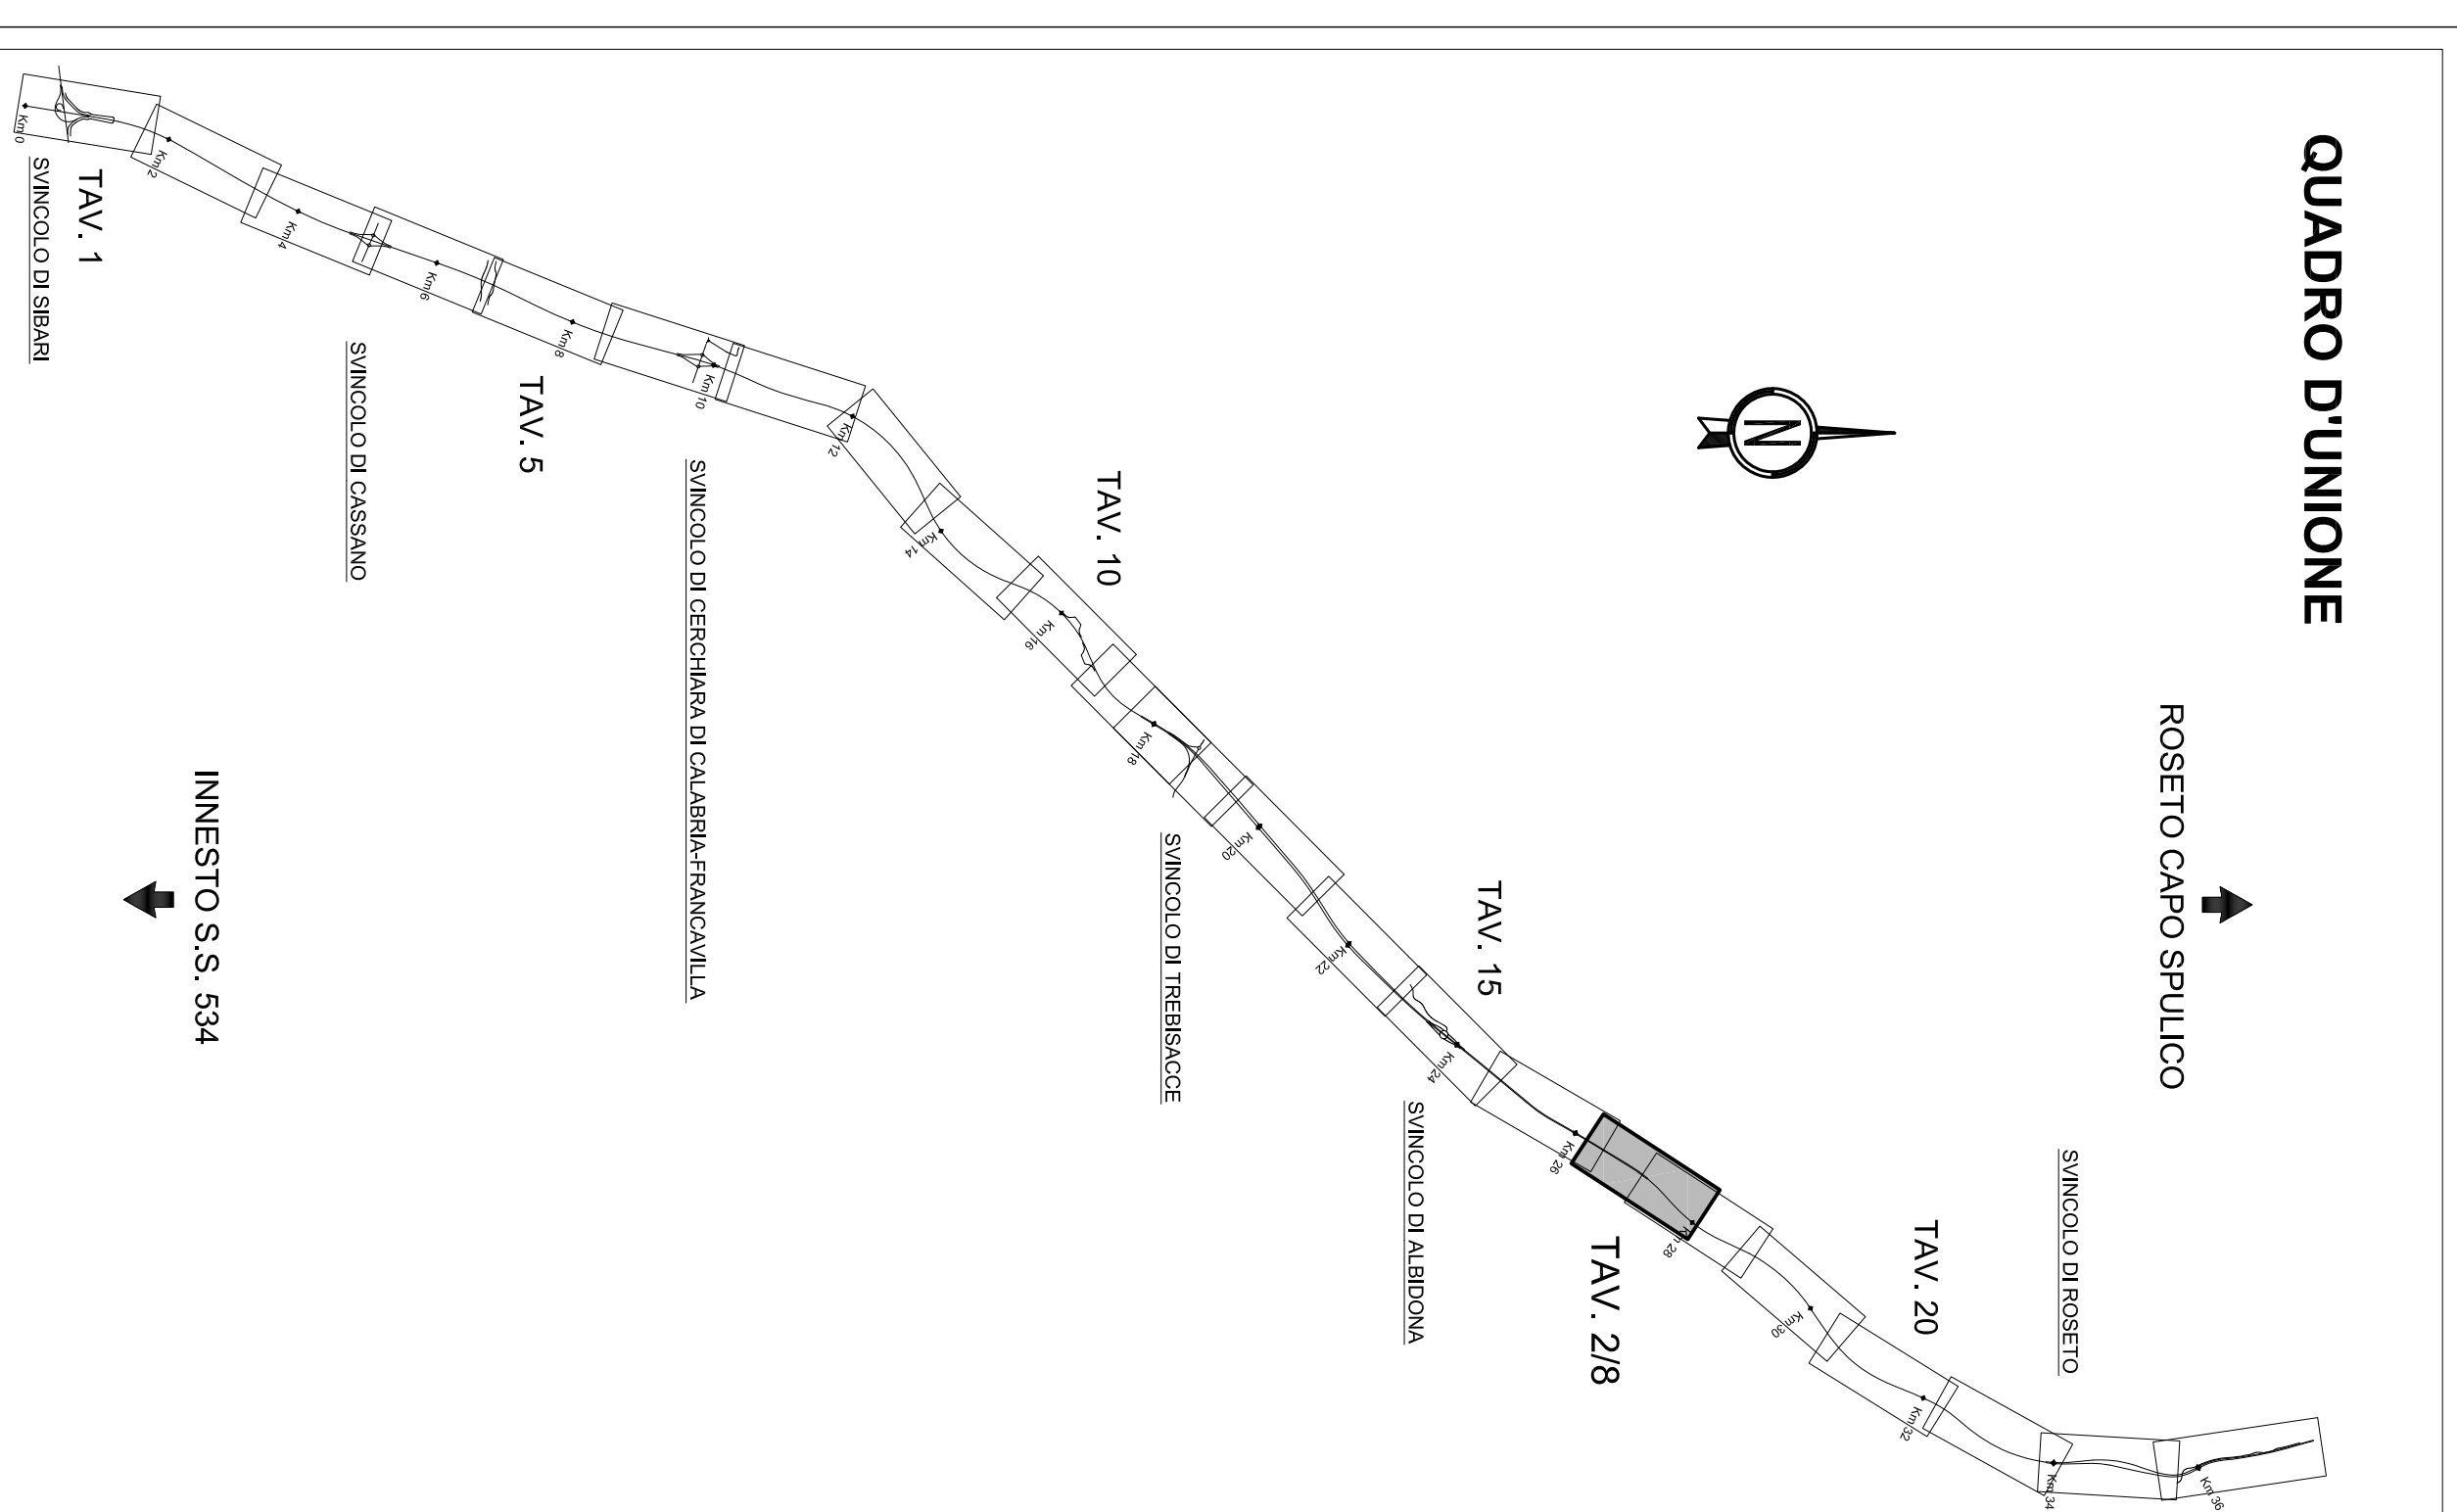 QUADRO D'UNIONE
ROSETO CAPO SPULICO
SVINCOLO DI ROSETO
N
TAV. 20
TAV. 2/8
TAV. 15
SVINCOLO DI ALBIDONA
TAV. 10
SVINCOLO DI TREBISACCE
SVINCOLO DI CERCHIARA DI CALABRIA-FRANCAVILLA
TAV. 5
SVINCOLO DI CASSANO
INNESTO S.S. 534
TAV. 1
SVINCOLO DI SIBARI
Km 0
Km 2
Km 4
Km 6
Km 8
Km 10
Km 12
Km 14
Km 16
Km 18
Km 20
Km 22
Km 24
Km 26
Km 28
Km 30
Km 32
Km 34
Km 36